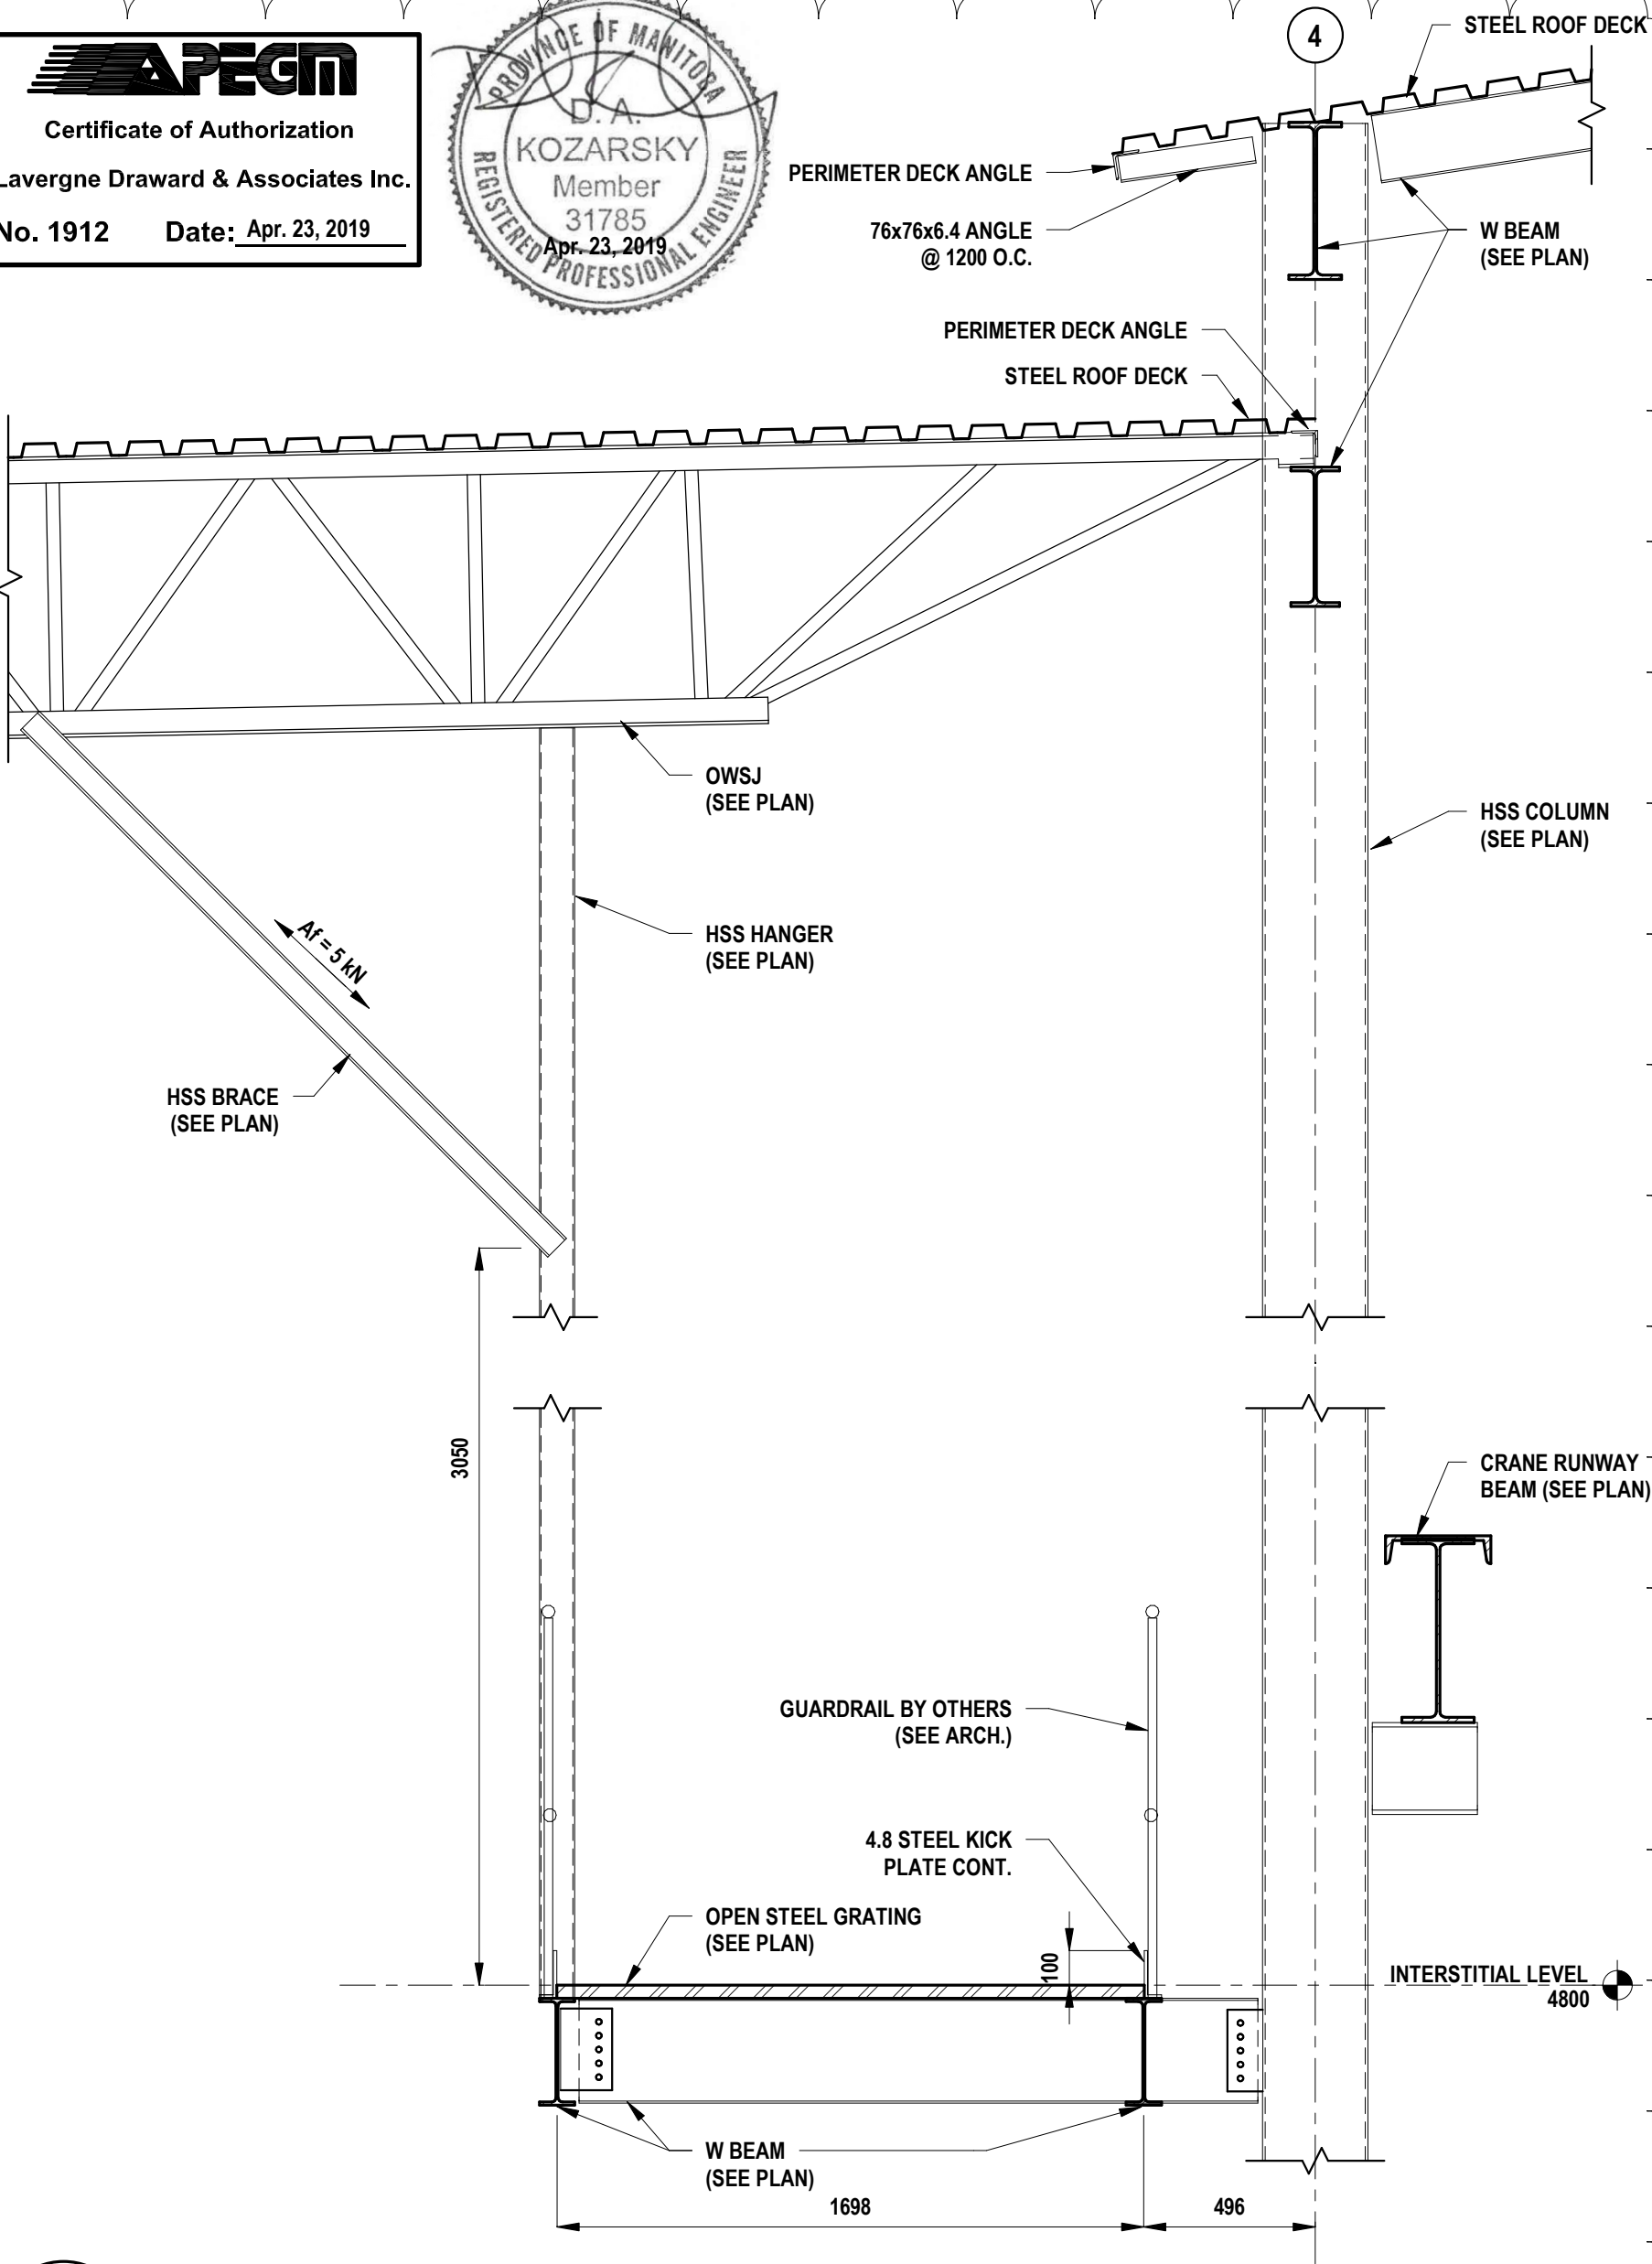 APEGM
Certificate of Authorization
Lavergne Draward & Associates Inc.
No. 1912 Date: Apr. 23, 2019
PROVINCE OF MANITOBA
D. A.
KOZARSKY
Member
31785
Apr. 23, 2019
REGISTERED PROFESSIONAL ENGINEER
4
STEEL ROOF DECK
PERIMETER DECK ANGLE
76x76x6.4 ANGLE
@ 1200 O.C.
W BEAM
(SEE PLAN)
PERIMETER DECK ANGLE
STEEL ROOF DECK
OWSJ
(SEE PLAN)
HSS COLUMN
(SEE PLAN)
HSS HANGER
(SEE PLAN)
Af = 5 kN
HSS BRACE
(SEE PLAN)
3050
CRANE RUNWAY
BEAM (SEE PLAN)
GUARDRAIL BY OTHERS
(SEE ARCH.)
4.8 STEEL KICK
PLATE CONT.
OPEN STEEL GRATING
(SEE PLAN)
100
INTERSTITIAL LEVEL
4800
W BEAM
(SEE PLAN)
1698
496